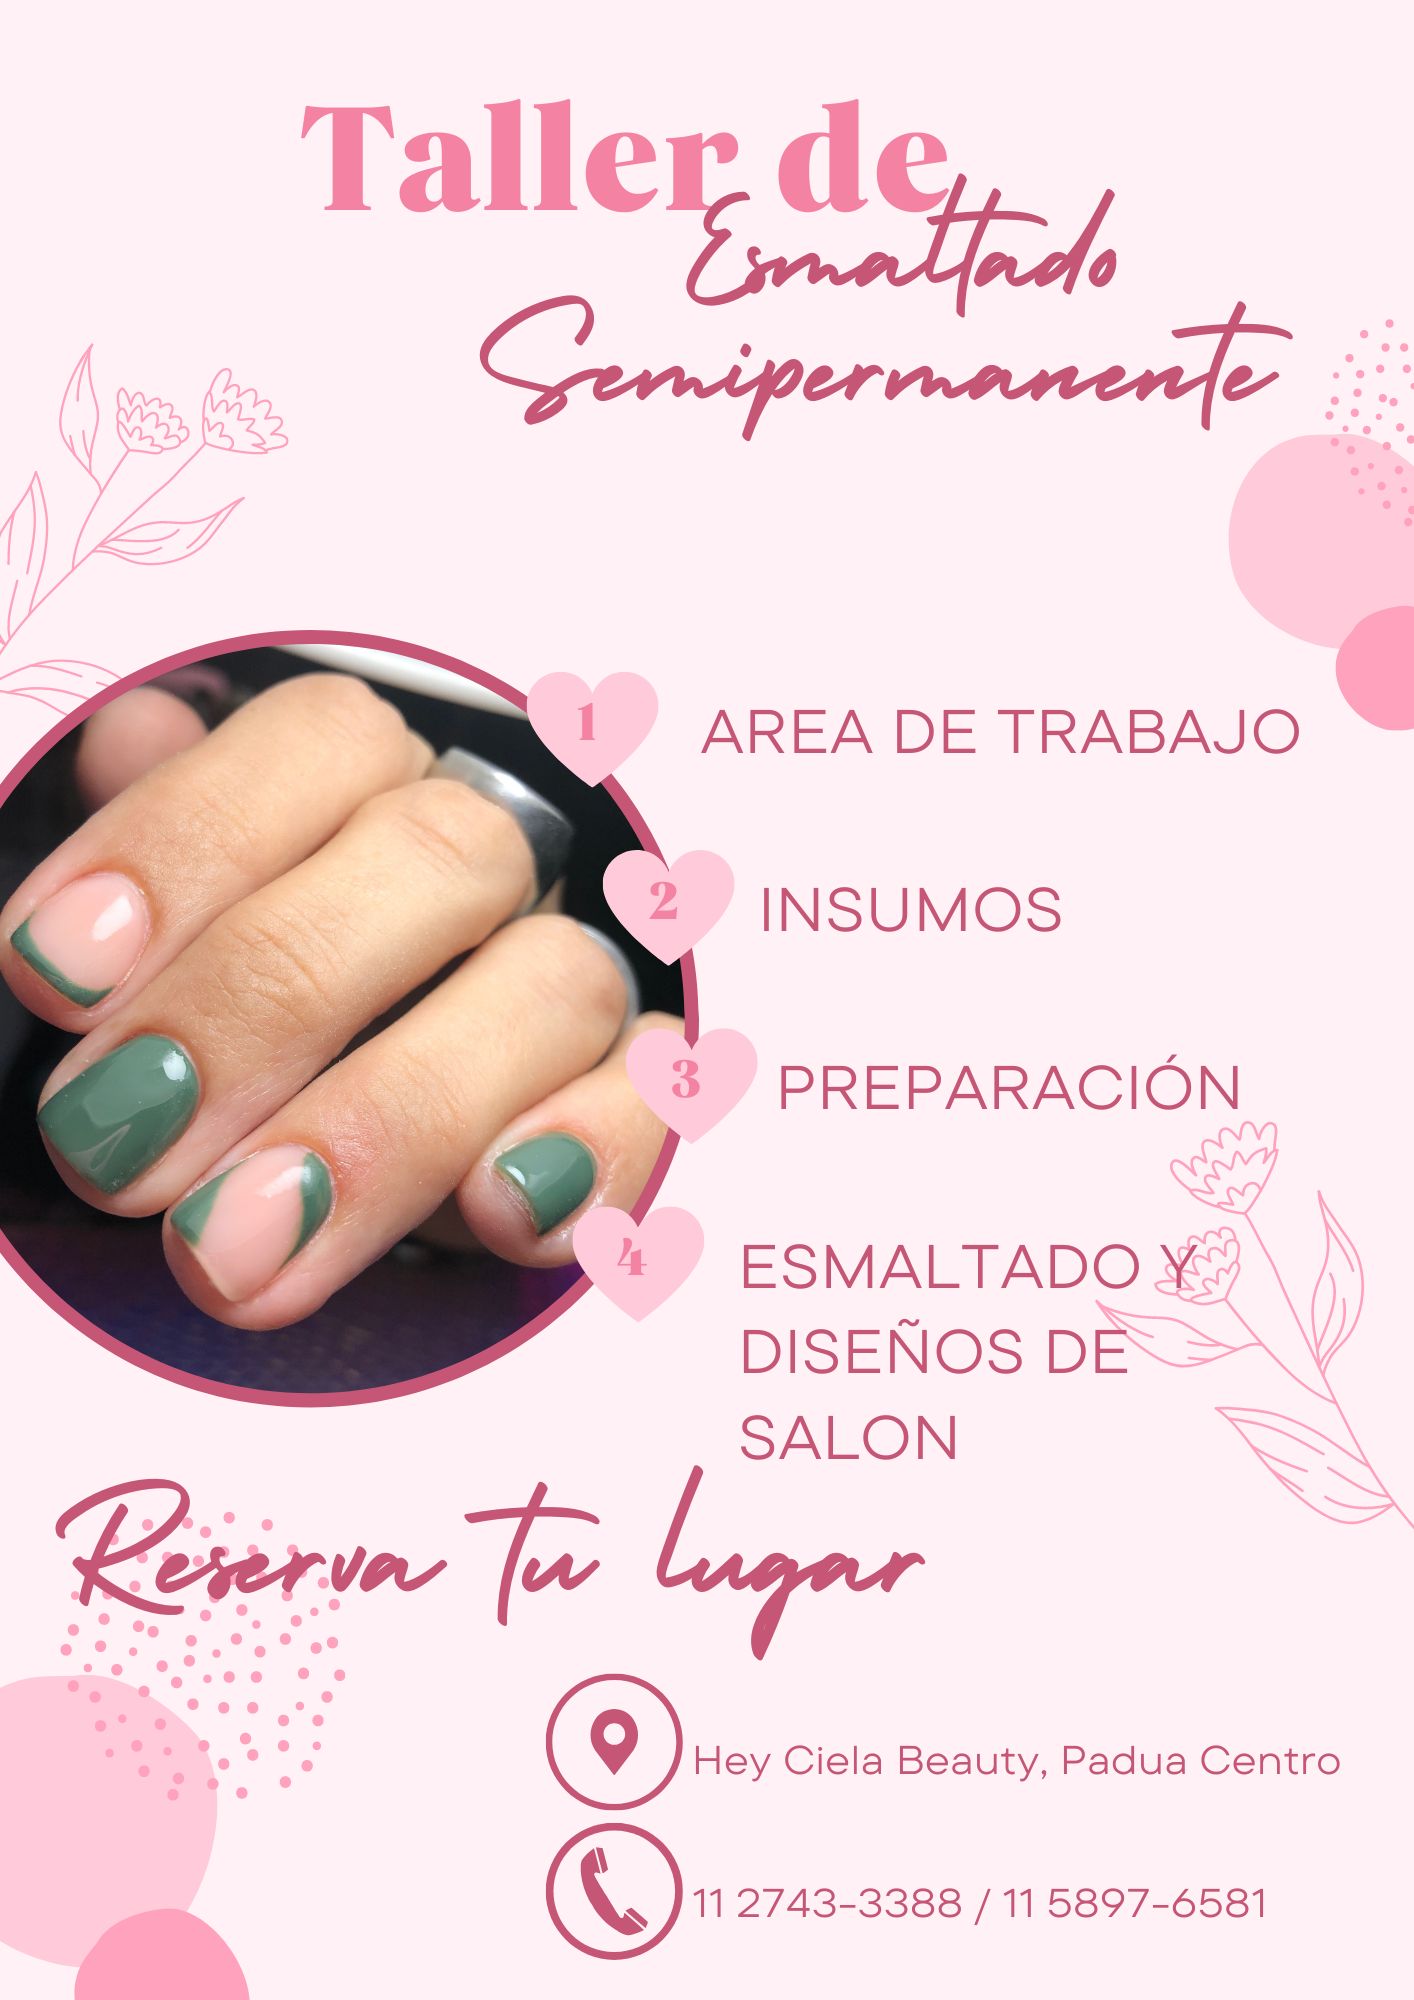 Taller de
Esmaltado
Semipermanente
1
AREA DE TRABAJO
2
INSUMOS
3
PREPARACIÓN
4
ESMALTADO Y
DISEÑOS DE
SALON
Reserva tu lugar
Hey Ciela Beauty, Padua Centro
11 2743-3388 / 11 5897-6581